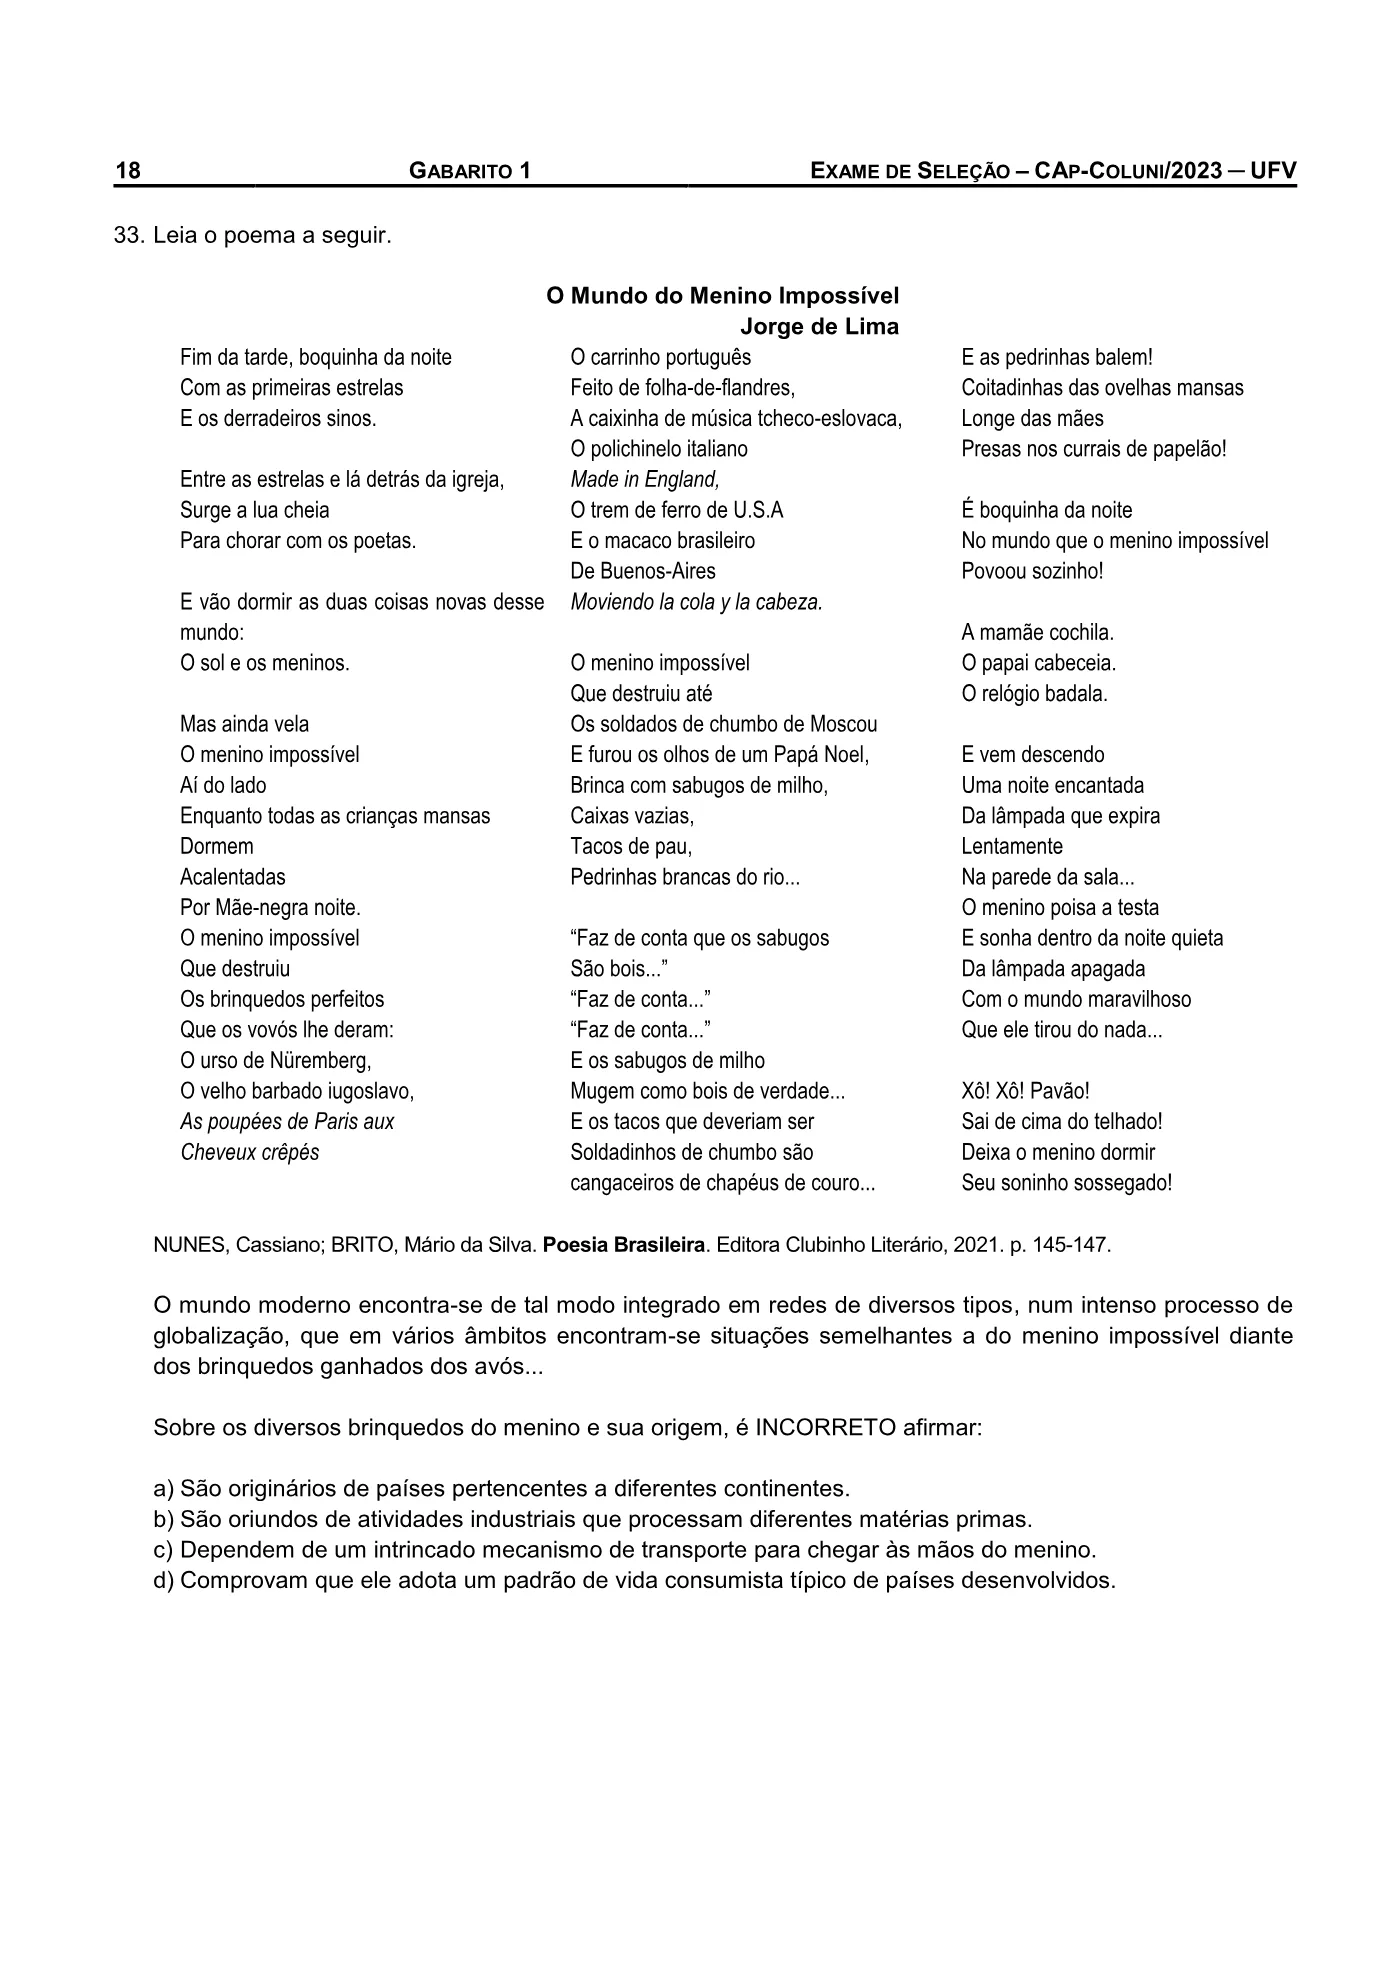 18 GABARITO 1 EXAME DE SELEÇÃO – CAP-COLUNI/2023 — UFV
33. Leia o poema a seguir.
O Mundo do Menino Impossível
Jorge de Lima
Fim da tarde, boquinha da noite
Com as primeiras estrelas
E os derradeiros sinos.
Entre as estrelas e lá detrás da igreja,
Surge a lua cheia
Para chorar com os poetas.
E vão dormir as duas coisas novas desse
mundo:
O sol e os meninos.
Mas ainda vela
O menino impossível
Aí do lado
Enquanto todas as crianças mansas
Dormem
Acalentadas
Por Mãe-negra noite.
O menino impossível
Que destruiu
Os brinquedos perfeitos
Que os vovós lhe deram:
O urso de Nüremberg,
O velho barbado iugoslavo,
As poupées de Paris aux
Cheveux crêpés
O carrinho português
Feito de folha-de-flandres,
A caixinha de música tcheco-eslovaca,
O polichinelo italiano
Made in England,
O trem de ferro de U.S.A
E o macaco brasileiro
De Buenos-Aires
Moviendo la cola y la cabeza.
O menino impossível
Que destruiu até
Os soldados de chumbo de Moscou
E furou os olhos de um Papá Noel,
Brinca com sabugos de milho,
Caixas vazias,
Tacos de pau,
Pedrinhas brancas do rio...
“Faz de conta que os sabugos
São bois...”
“Faz de conta...”
“Faz de conta...”
E os sabugos de milho
Mugem como bois de verdade...
E os tacos que deveriam ser
Soldadinhos de chumbo são
cangaceiros de chapéus de couro...
E as pedrinhas balem!
Coitadinhas das ovelhas mansas
Longe das mães
Presas nos currais de papelão!
É boquinha da noite
No mundo que o menino impossível
Povoou sozinho!
A mamãe cochila.
O papai cabeceia.
O relógio badala.
E vem descendo
Uma noite encantada
Da lâmpada que expira
Lentamente
Na parede da sala...
O menino poisa a testa
E sonha dentro da noite quieta
Da lâmpada apagada
Com o mundo maravilhoso
Que ele tirou do nada...
Xô! Xô! Pavão!
Sai de cima do telhado!
Deixa o menino dormir
Seu soninho sossegado!
NUNES, Cassiano; BRITO, Mário da Silva. Poesia Brasileira. Editora Clubinho Literário, 2021. p. 145-147.
O mundo moderno encontra-se de tal modo integrado em redes de diversos tipos, num intenso processo de
globalização, que em vários âmbitos encontram-se situações semelhantes a do menino impossível diante
dos brinquedos ganhados dos avós...
Sobre os diversos brinquedos do menino e sua origem, é INCORRETO afirmar:
a) São originários de países pertencentes a diferentes continentes.
b) São oriundos de atividades industriais que processam diferentes matérias primas.
c) Dependem de um intrincado mecanismo de transporte para chegar às mãos do menino.
d) Comprovam que ele adota um padrão de vida consumista típico de países desenvolvidos.